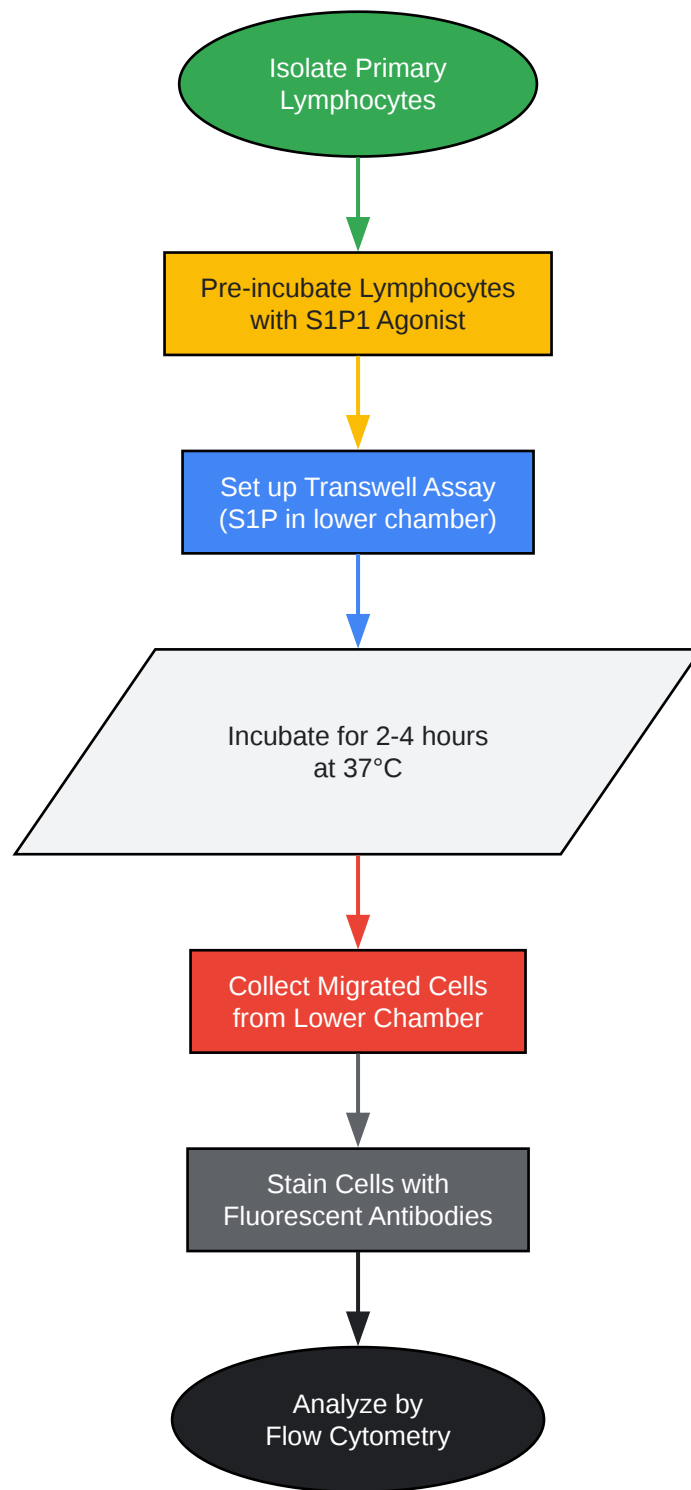 Isolate Primary
Lymphocytes
Pre-incubate Lymphocytes
with S1P1 Agonist
Set up Transwell Assay
(S1P in lower chamber)
Incubate for 2-4 hours
at 37°C
Collect Migrated Cells
from Lower Chamber
Stain Cells with
Fluorescent Antibodies
Analyze by
Flow Cytometry